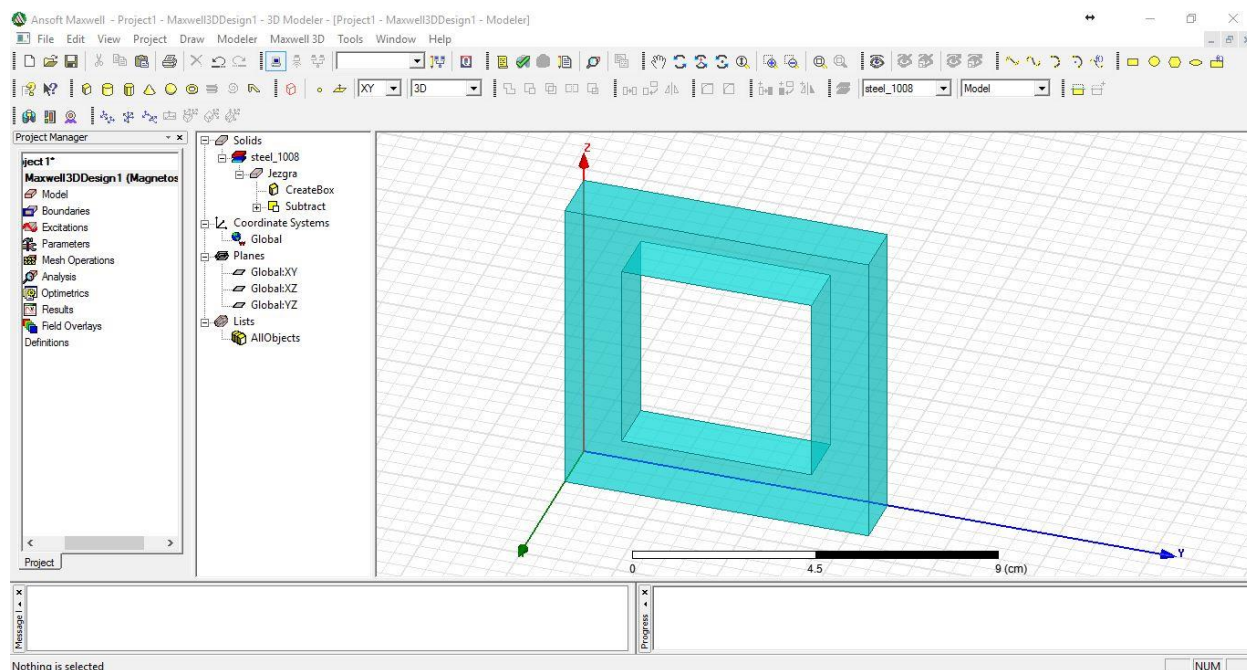 Ansoft Maxwell - Project1 - Maxwell3DDesign1 - 3D Modeler - [Project1 - Maxwell3DDesign1 - Modeler]
File Edit View Project Draw Modeler Maxwell 3D Tools Window Help
XY 3D steel_1008 Model
Project Manager
ject1*
Maxwell3DDesign1 (Magnetos
Model
Boundaries
Excitations
Parameters
Mesh Operations
Analysis
Optimetrics
Results
Field Overlays
Definitions
Project
Solids
steel_1008
Jezgra
CreateBox
Subtract
Coordinate Systems
Global
Planes
Global:XY
Global:XZ
Global:YZ
Lists
AllObjects
Z
Y
0 4.5 9 (cm)
Progress
Nothing is selected
NUM